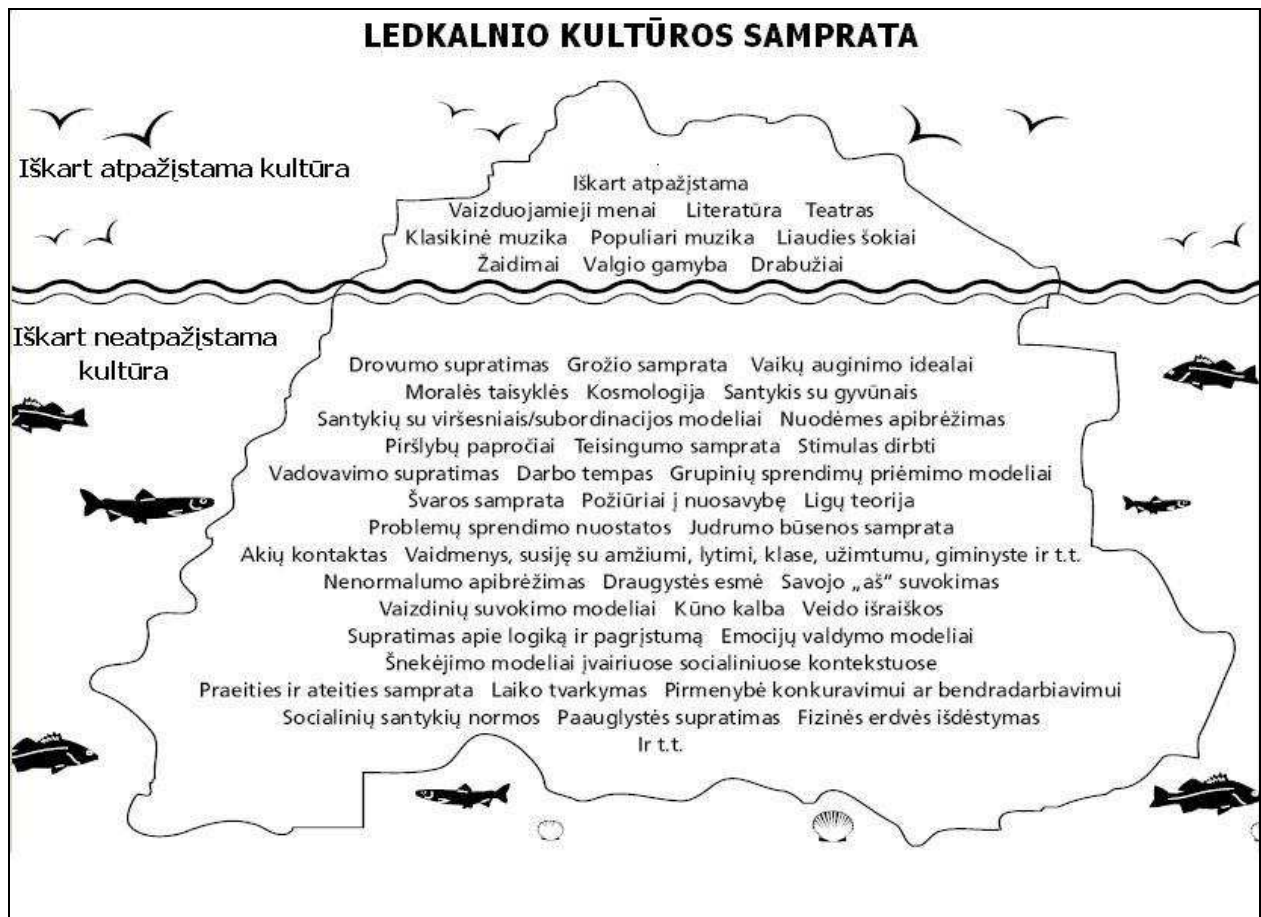 LEDKALNIO KULTŪROS SAMPRATA
Iškart atpažįstama kultūra
Iškart atpažįstama
Vaizduojamieji menai Literatūra Teatras
Klasikinė muzika Populiari muzika Liaudies šokiai
Žaidimai Valgio gamyba Drabužiai
Iškart neatpažįstama
kultūra
Drovumo supratimas Grožio samprata Vaikų auginimo idealai
Moralės taisyklės Kosmologija Santykis su gyvūnais
Santykių su viršesniais/subordinacijos modeliai Nuodėmes apibrėžimas
Piršlybų papročiai Teisingumo samprata Stimulas dirbti
Vadovavimo supratimas Darbo tempas Grupinių sprendimų priėmimo modeliai
Švaros samprata Požiūriai į nuosavybę Ligų teorija
Problemų sprendimo nuostatos Judrumo būsenos samprata
Akių kontaktas Vaidmenys, susiję su amžiumi, lytimi, klase, užimtumu, giminyste ir t.t.
Nenormalumo apibrėžimas Draugystės esmė Savojo „aš“ suvokimas
Vaizdinių suvokimo modeliai Kūno kalba Veido išraiškos
Supratimas apie logiką ir pagrįstumą Emocijų valdymo modeliai
Šnekėjimo modeliai įvairiuose socialiniuose kontekstuose
Praeities ir ateities samprata Laiko tvarkymas Pirmenybė konkuravimui ar bendradarbiavimui
Socialinių santykių normos Paauglystės supratimas Fizinės erdvės išdėstymas
Ir t.t.